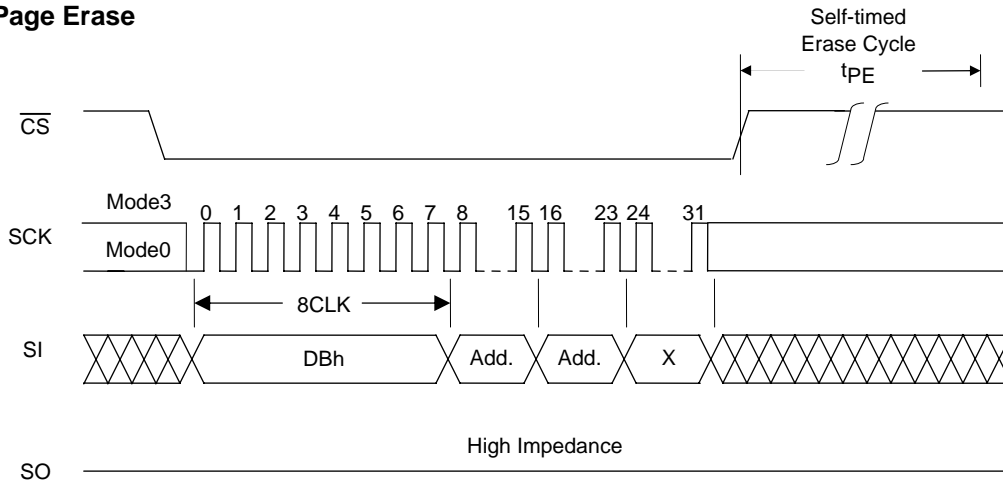 Page Erase
Self-timed
Erase Cycle
tPE
CS
Mode3
0 1 2 3 4 5 6 7 8 15 16 23 24 31
SCK
Mode0
8CLK
SI
DBh Add. Add. X
High Impedance
SO